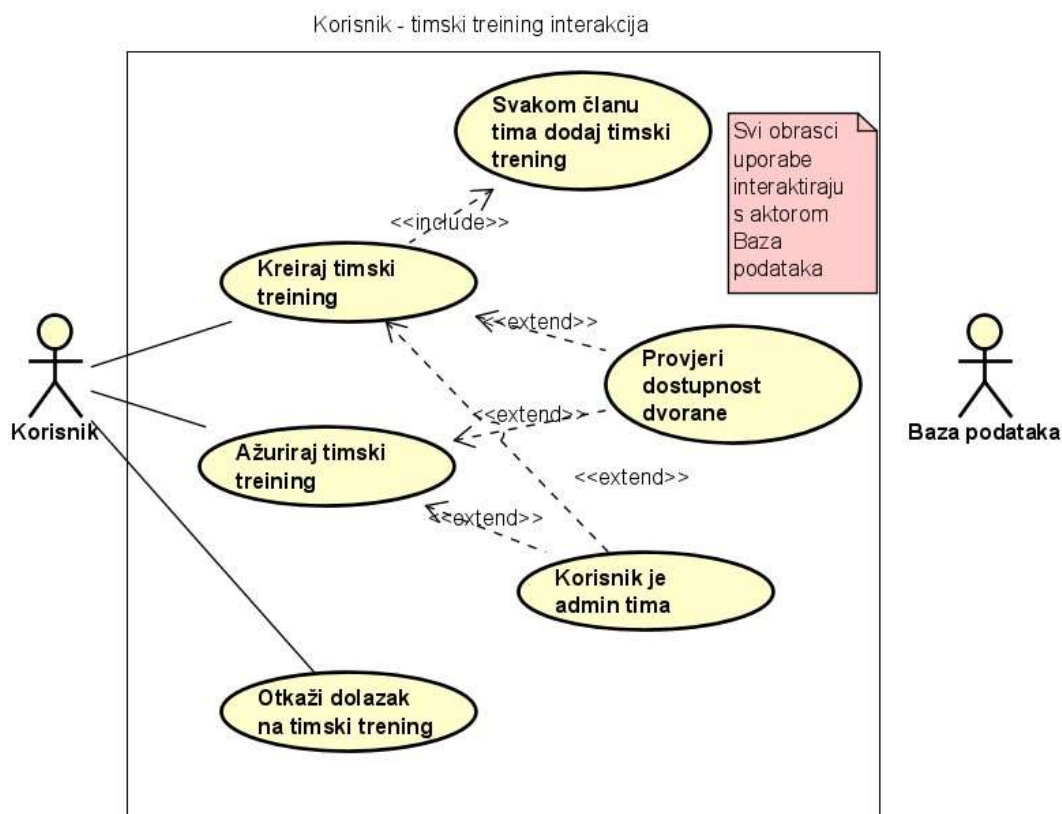 Korisnik - timski treining interakcija
Svakom članu
tima dodaj timski
trening
Svi obrasci
uporabe
interaktiraju
s aktorom
Baza
podataka
<<include>>
Kreiraj timski
treining
<<extend>>
Provjeri
dostupnost
dvorane
Korisnik
Baza podataka
<<extend>>
Ažuriraj timski
treining
<<extend>>
<<extend>>
Korisnik je
admin tima
Otkaži dolazak
na timski trening